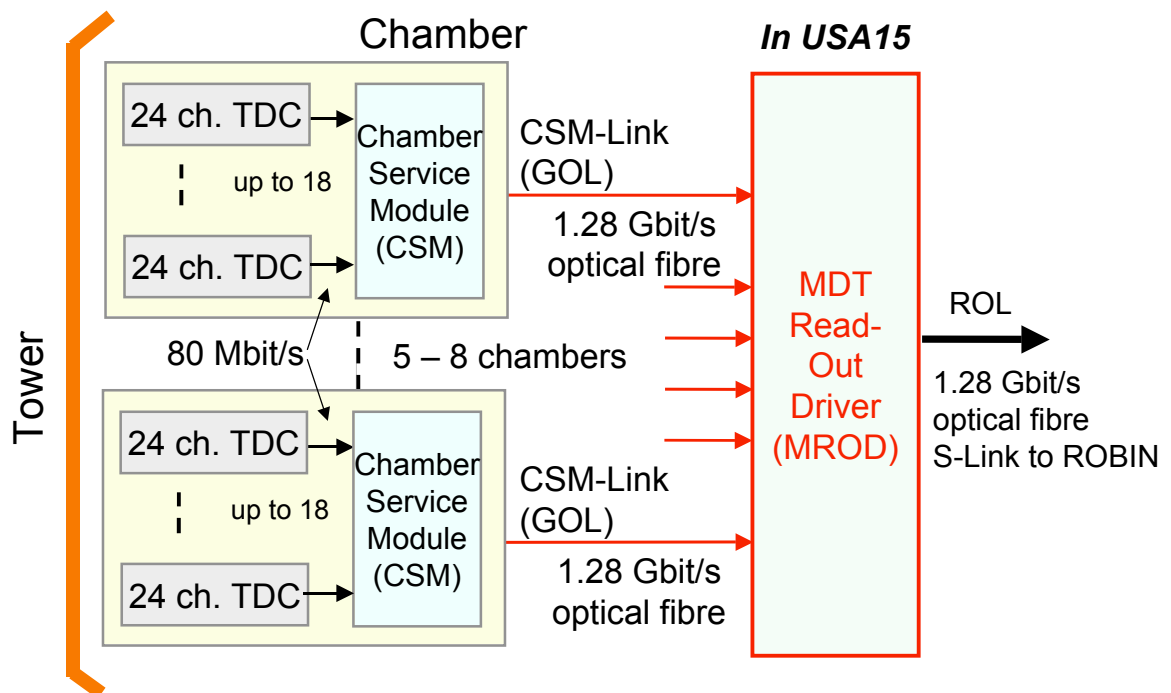 Chamber
In USA15
Tower
24 ch. TDC
up to 18
24 ch. TDC
Chamber
Service
Module
(CSM)
CSM-Link
(GOL)
1.28 Gbit/s
optical fibre
80 Mbit/s
5 – 8 chambers
24 ch. TDC
up to 18
24 ch. TDC
Chamber
Service
Module
(CSM)
CSM-Link
(GOL)
1.28 Gbit/s
optical fibre
MDT
Read-
Out
Driver
(MROD)
ROL
1.28 Gbit/s
optical fibre
S-Link to ROBIN